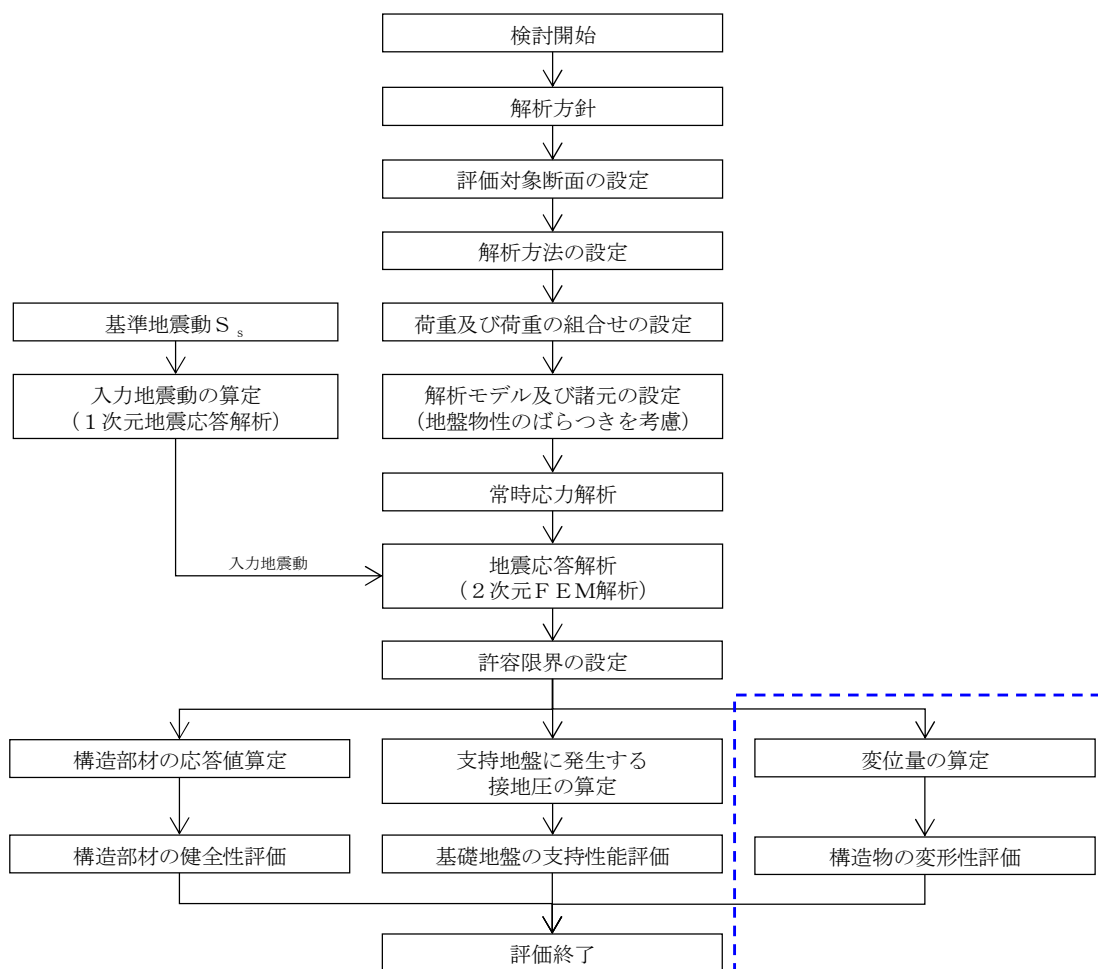 検討開始
解析方針
評価対象断面の設定
解析方法の設定
基準地震動Ｓｓ
荷重及び荷重の組合せの設定
入力地震動の算定
（１次元地震応答解析）
解析モデル及び諸元の設定
（地盤物性のばらつきを考慮）
常時応力解析
入力地震動
地震応答解析
（２次元ＦＥＭ解析）
許容限界の設定
構造部材の応答値算定
支持地盤に発生する
接地圧の算定
変位量の算定
構造部材の健全性評価
基礎地盤の支持性能評価
構造物の変形性評価
評価終了